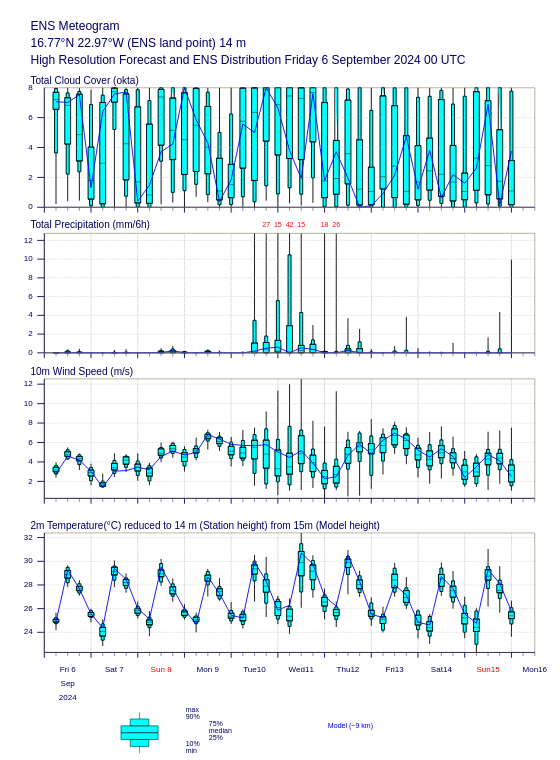 ENS Meteogram
16.77°N 22.97°W (ENS land point) 14 m
High Resolution Forecast and ENS Distribution Friday 6 September 2024 00 UTC
Total Cloud Cover (okta)
8
6
4
2
0
Total Precipitation (mm/6h)
27 15 42 15 18 26
12
10
8
6
4
2
0
10m Wind Speed (m/s)
12
10
8
6
4
2
2m Temperature(°C) reduced to 14 m (Station height) from 15m (Model height)
32
30
28
26
24
Fri 6 Sat 7 Sun 8 Mon 9 Tue10 Wed11 Thu12 Fri13 Sat14 Sun15 Mon16
Sep
2024
max
90%
75%
median
25%
10%
min
Model (~9 km)